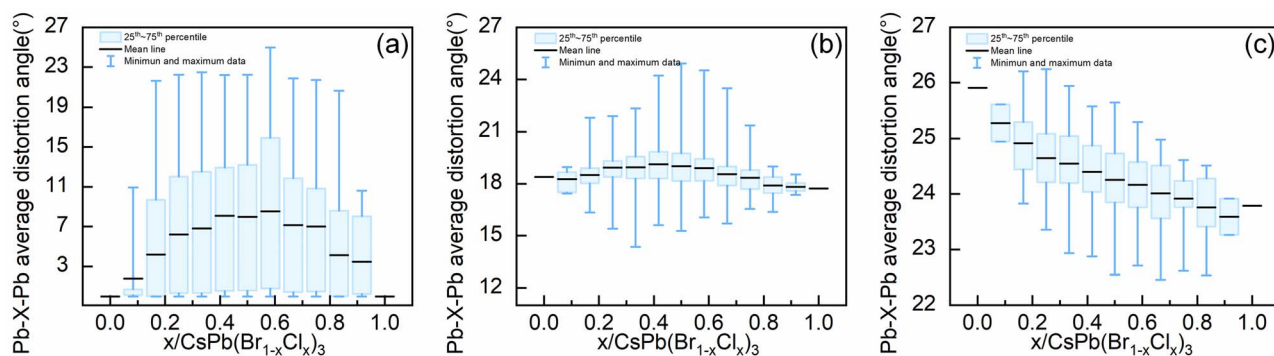 Pb-X-Pb average distortion angle(°)
27
23
19
15
11
7
3
25th~75th percentile
Mean line
Minimun and maximum data
(a)
0.0 0.2 0.4 0.6 0.8 1.0
x/CsPb(Br1-xClx)3
Pb-X-Pb average distortion angle(°)
27
24
21
18
15
12
25th~75th percentile
Mean line
Minimun and maximum data
(b)
0.0 0.2 0.4 0.6 0.8 1.0
x/CsPb(Br1-xClx)3
Pb-X-Pb average distortion angle(°)
27
26
25
24
23
22
25th~75th percentile
Mean line
Minimun and maximum data
(c)
0.0 0.2 0.4 0.6 0.8 1.0
x/CsPb(Br1-xClx)3